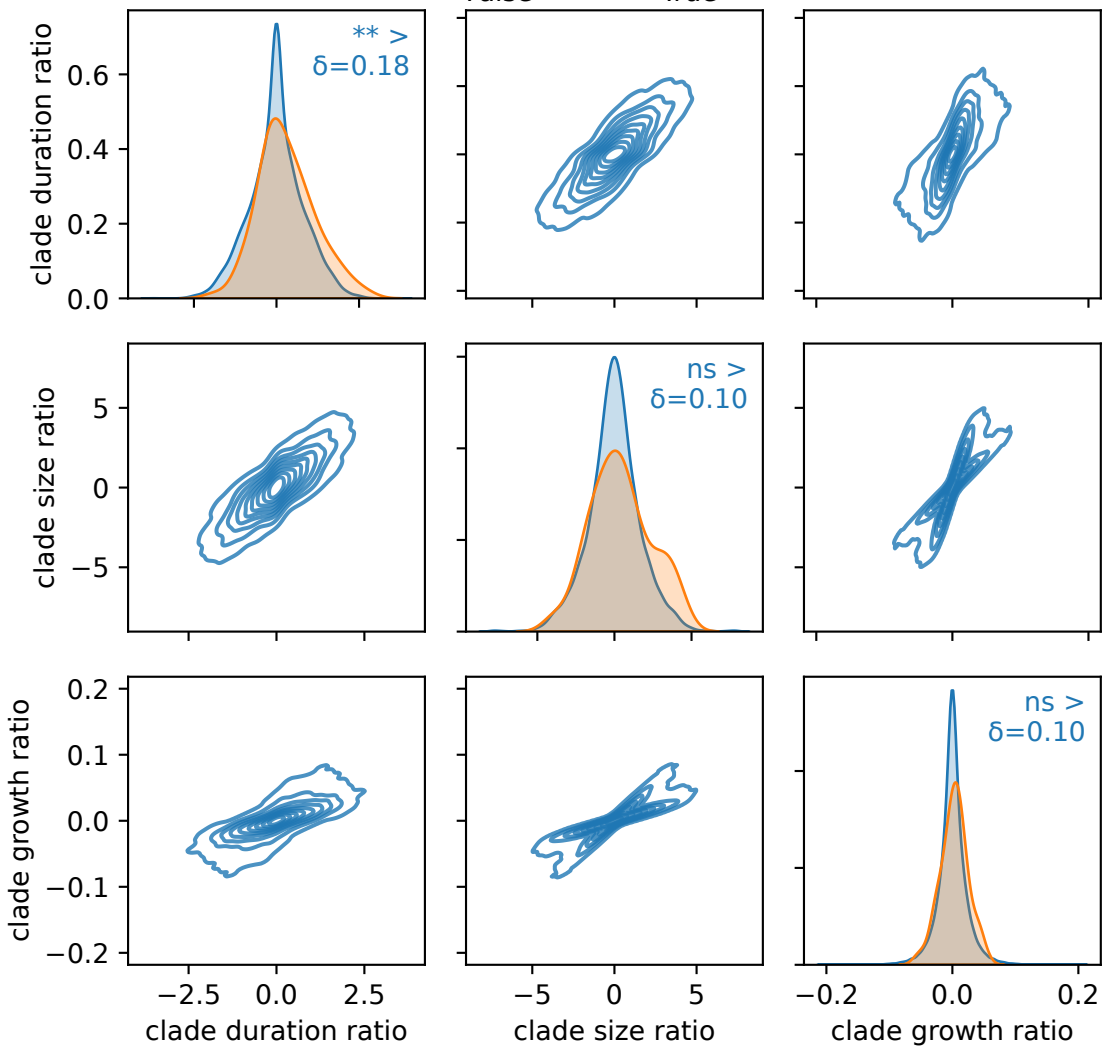 ** >
δ=0.18
clade duration ratio
0.6
0.4
0.2
0.0
ns >
δ=0.10
clade size ratio
5
0
−5
ns >
δ=0.10
clade growth ratio
0.2
0.1
0.0
−0.1
−0.2
−2.5 0.0 2.5
−5 0 5
−0.2 0.0 0.2
clade duration ratio
clade size ratio
clade growth ratio